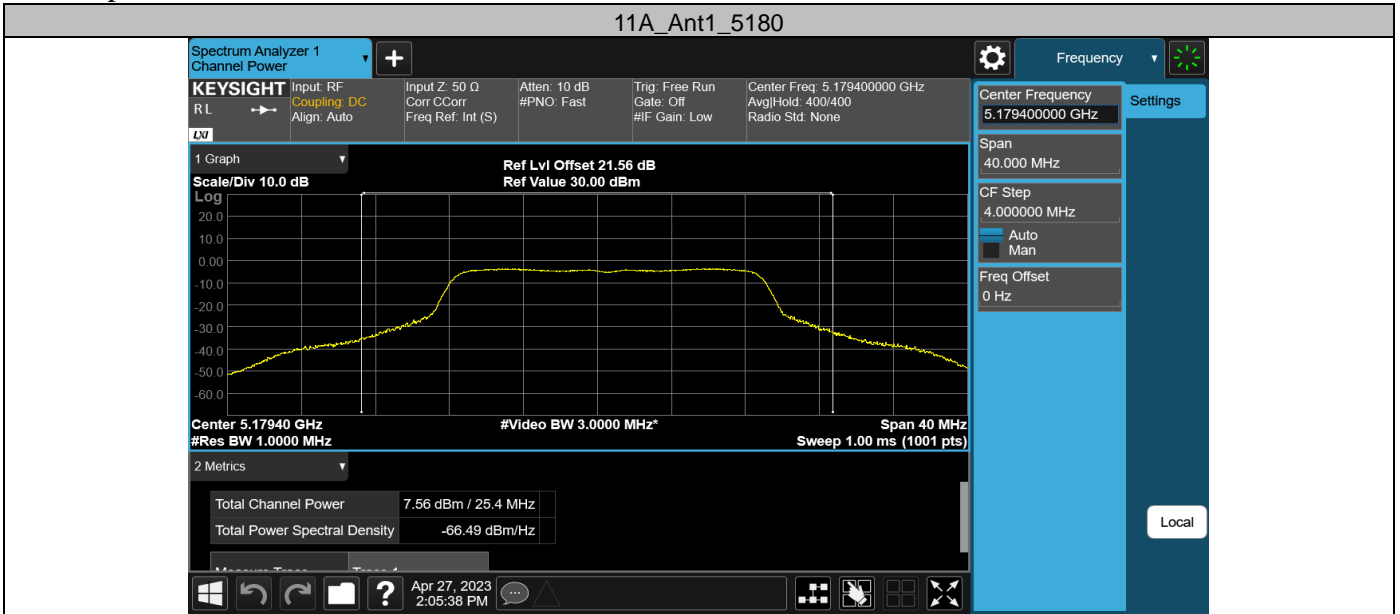 11A_Ant1_5180
Spectrum Analyzer 1
Channel Power
+
Frequency
KEYSIGHT
R L
LXI
Input: RF
Coupling: DC
Align: Auto
Input Z: 50 Ω
Corr CCorr
Freq Ref: Int (S)
Atten: 10 dB
#PNO: Fast
Trig: Free Run
Gate: Off
#IF Gain: Low
Center Freq: 5.179400000 GHz
Avg|Hold: 400/400
Radio Std: None
Center Frequency
5.179400000 GHz
Settings
Span
40.000 MHz
CF Step
4.000000 MHz
Auto
Man
Freq Offset
0 Hz
Local
1 Graph
Ref Lvl Offset 21.56 dB
Scale/Div 10.0 dB
Ref Value 30.00 dBm
Log
20.0
10.0
0.00
-10.0
-20.0
-30.0
-40.0
-50.0
-60.0
Center 5.17940 GHz
#Video BW 3.0000 MHz*
Span 40 MHz
#Res BW 1.0000 MHz
Sweep 1.00 ms (1001 pts)
2 Metrics
Total Channel Power 7.56 dBm / 25.4 MHz
Total Power Spectral Density -66.49 dBm/Hz
?
Apr 27, 2023
2:05:38 PM